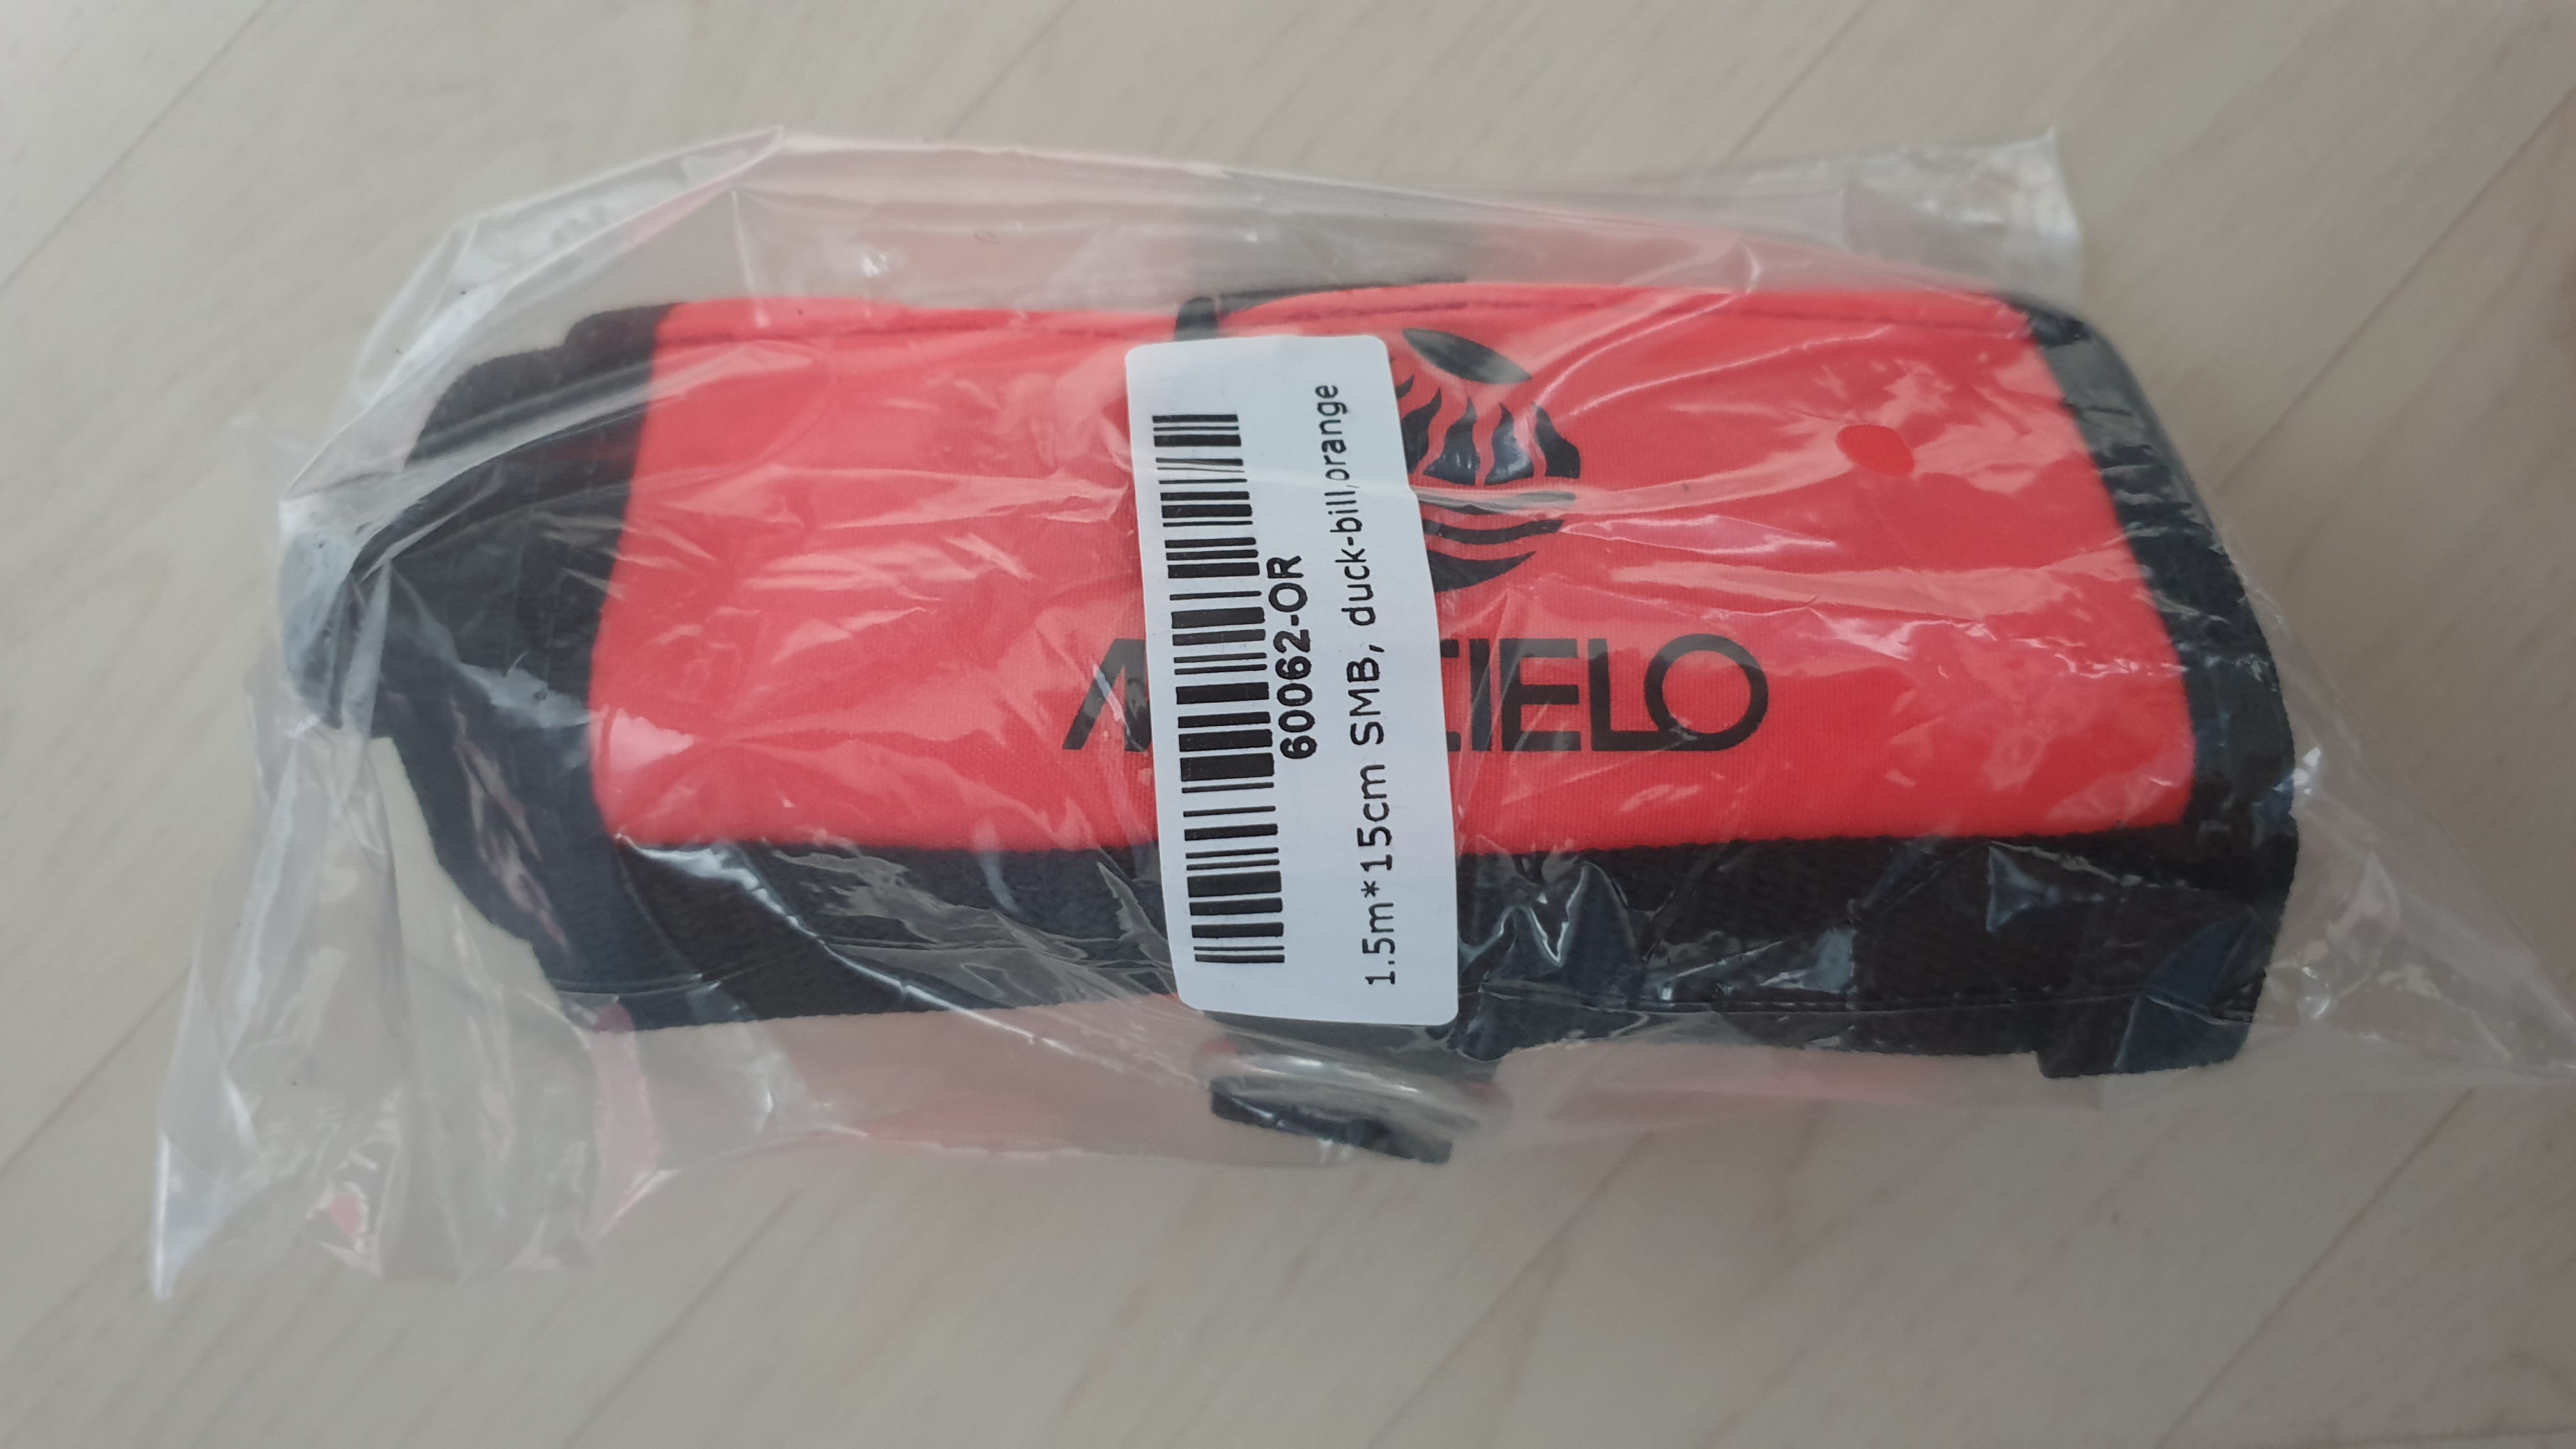 60062-OR
1.5m*15cm SMB, duck-bill,orange